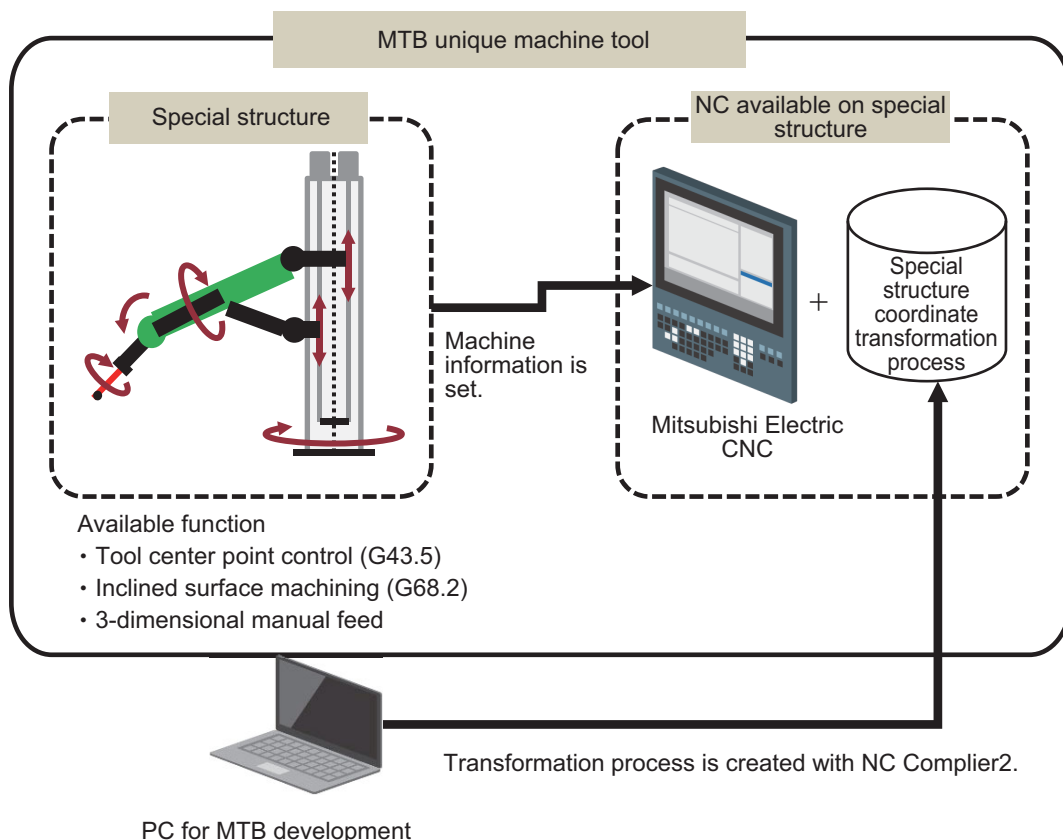 MTB unique machine tool
Special structure
NC available on special
structure
Special
structure
coordinate
transformation
process
+
Machine
information is
set.
Mitsubishi Electric
CNC
Available function
・Tool center point control (G43.5)
・Inclined surface machining (G68.2)
・3-dimensional manual feed
Transformation process is created with NC Complier2.
PC for MTB development